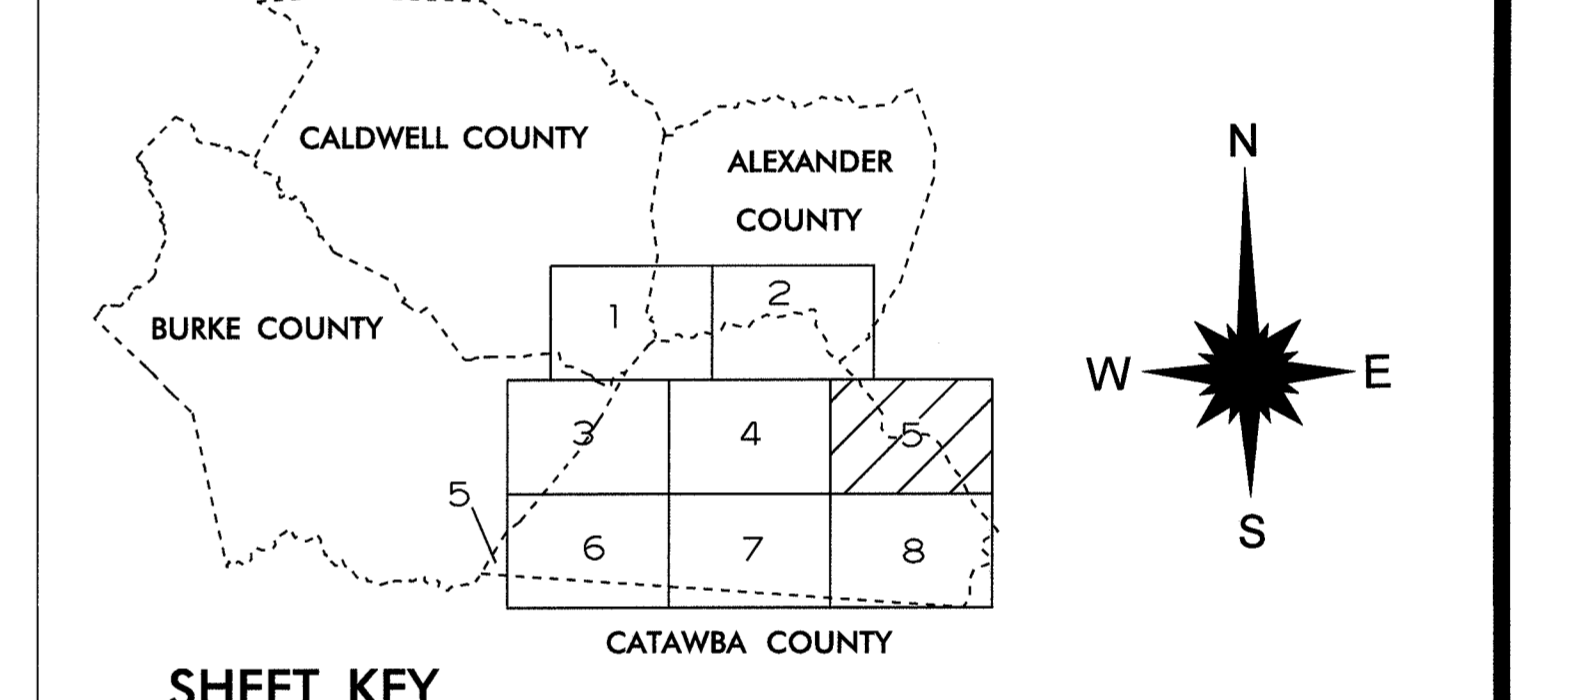 CALDWELL COUNTY
ALEXANDER
COUNTY
N
BURKE COUNTY
1
2
W
E
3
4
5
5
6
7
8
S
CATAWBA COUNTY
SHEET KEY